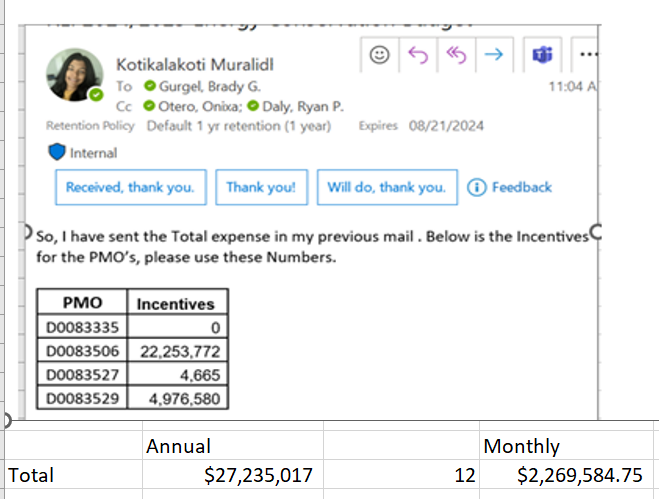 Kotikalakoti Muralidl
To Gurgel, Brady G.
Cc Otero, Onixa; Daly, Ryan P.
11:04 A
Retention Policy Default 1 yr retention (1 year) Expires 08/21/2024
Internal
Received, thank you. Thank you! Will do, thank you. Feedback
So, I have sent the Total expense in my previous mail . Below is the Incentives
for the PMO's, please use these Numbers.
PMO Incentives
D0083335 0
D0083506 22,253,772
D0083527 4,665
D0083529 4,976,580
Annual Monthly
Total $27,235,017 12 $2,269,584.75